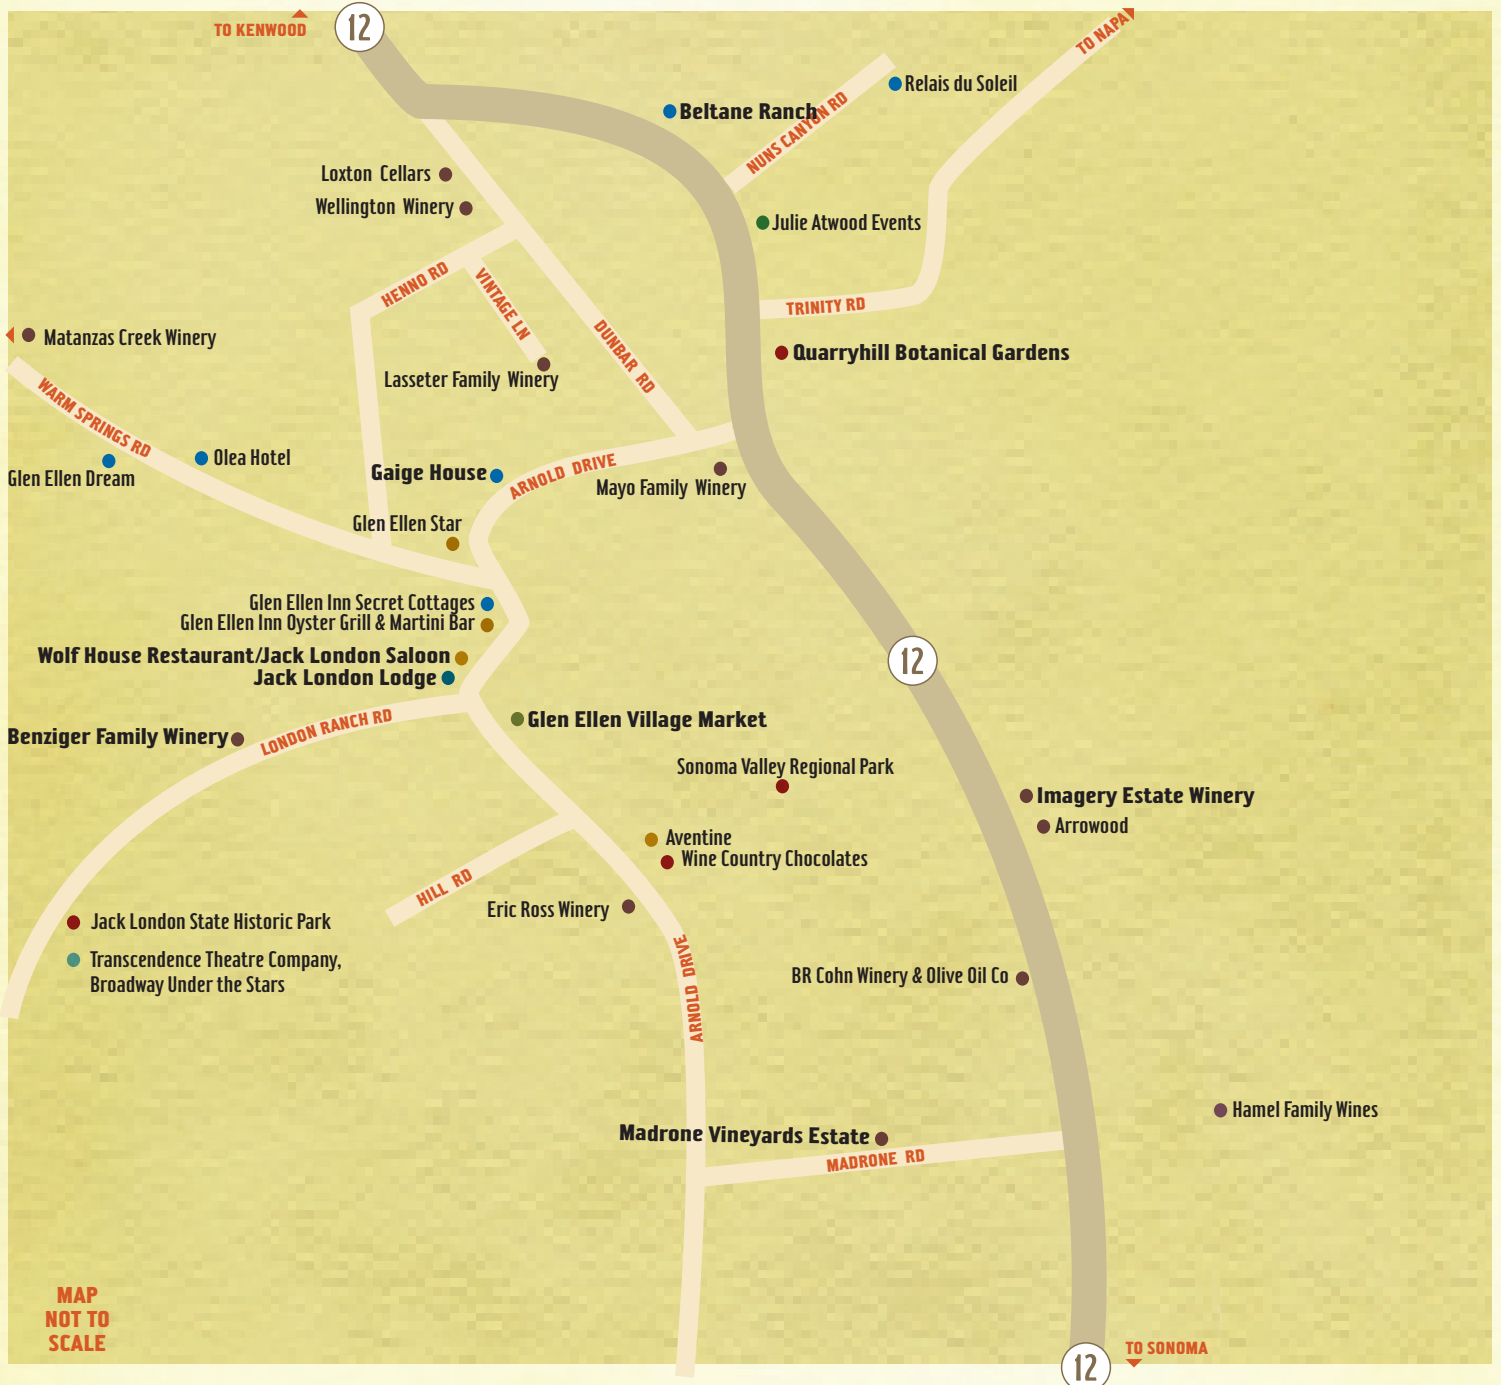 TO KENWOOD
12
TO NAPA
Relais du Soleil
Beltane Ranch
NUNS CANYON RD
Loxton Cellars
Wellington Winery
Julie Atwood Events
HENNO RD
VINTAGE LN
TRINITY RD
DUNBAR RD
Matanzas Creek Winery
Quarryhill Botanical Gardens
Lasseter Family Winery
WARM SPRINGS RD
Olea Hotel
Glen Ellen Dream
Gaige House
ARNOLD DRIVE
Mayo Family Winery
Glen Ellen Star
Glen Ellen Inn Secret Cottages
Glen Ellen Inn Oyster Grill & Martini Bar
Wolf House Restaurant/Jack London Saloon
Jack London Lodge
12
LONDON RANCH RD
Glen Ellen Village Market
Benziger Family Winery
Sonoma Valley Regional Park
Imagery Estate Winery
Arrowood
Aventine
Wine Country Chocolates
HILL RD
Eric Ross Winery
Jack London State Historic Park
Transcendence Theatre Company,
Broadway Under the Stars
ARNOLD DRIVE
BR Cohn Winery & Olive Oil Co
Hamel Family Wines
Madrone Vineyards Estate
MADRONE RD
MAP
NOT TO
SCALE
TO SONOMA
12